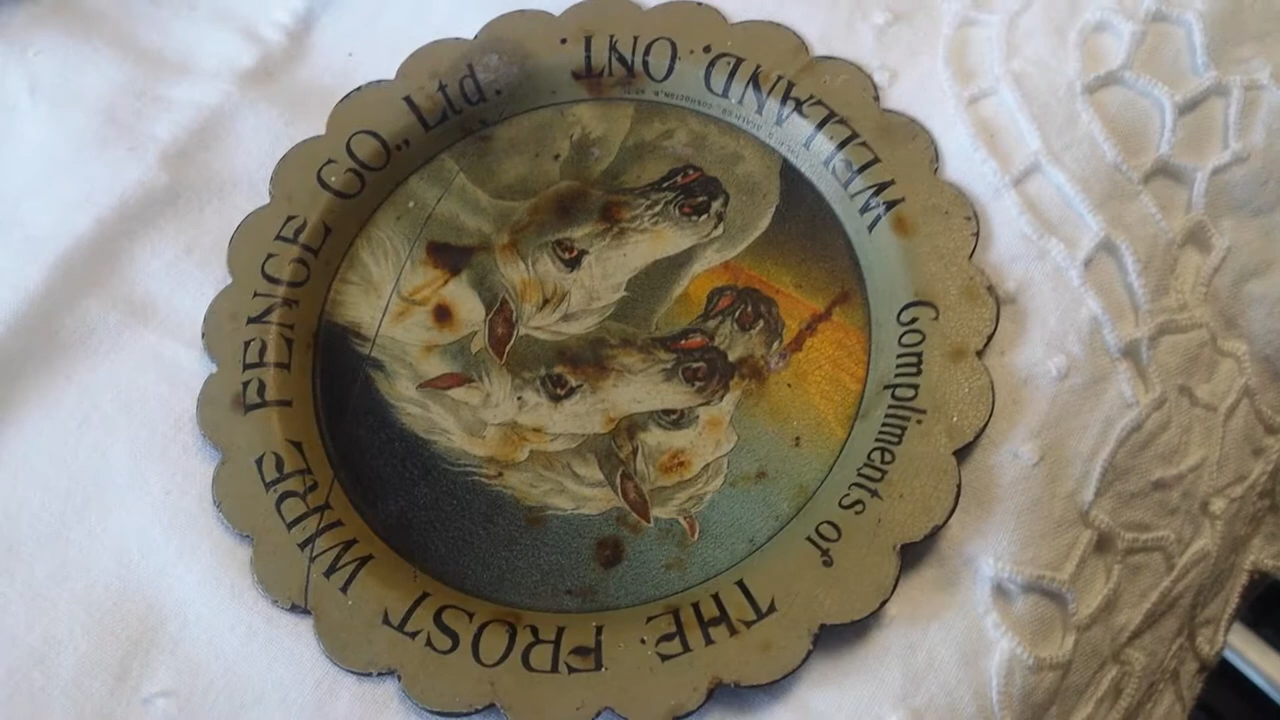 Compliments of
THE FROST WIRE FENCE CO., Ltd.
WELLAND. ONT.